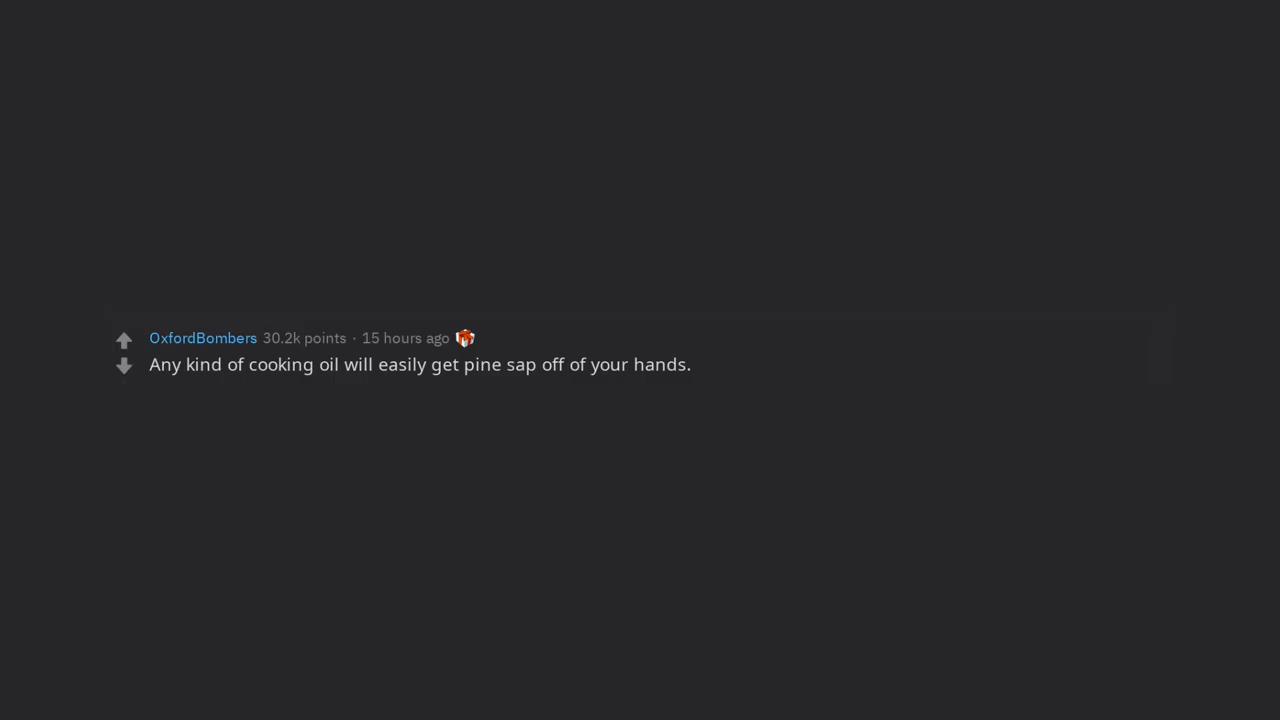 OxfordBombers 30.2k points · 15 hours ago
Any kind of cooking oil will easily get pine sap off of your hands.